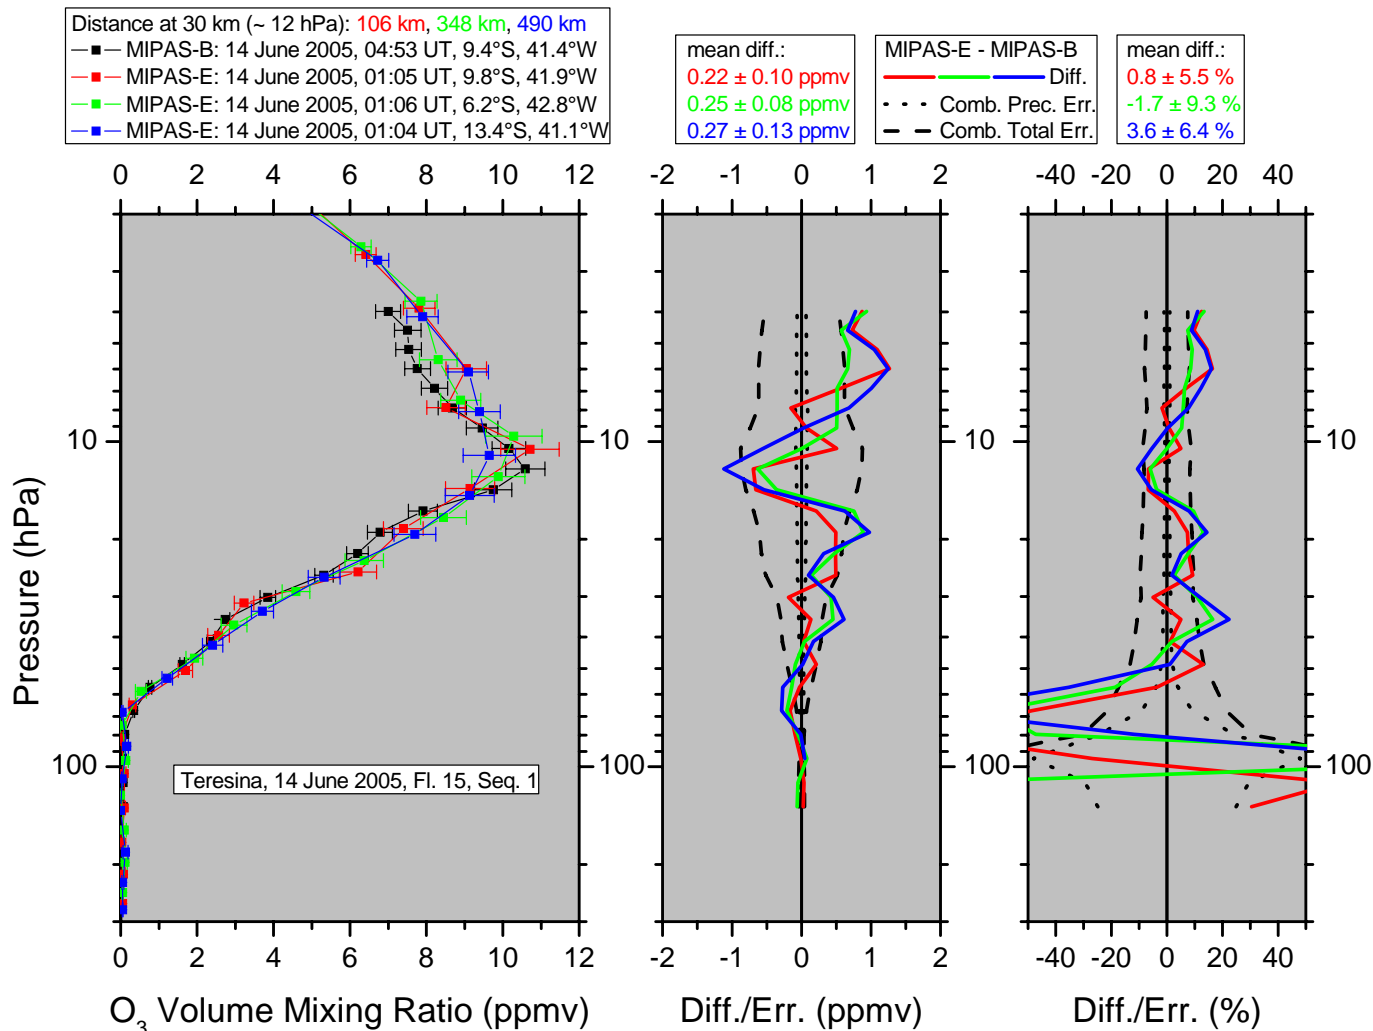 Distance at 30 km (~ 12 hPa): 106 km, 348 km, 490 km
MIPAS-B: 14 June 2005, 04:53 UT, 9.4°S, 41.4°W
MIPAS-E: 14 June 2005, 01:05 UT, 9.8°S, 41.9°W
MIPAS-E: 14 June 2005, 01:06 UT, 6.2°S, 42.8°W
MIPAS-E: 14 June 2005, 01:04 UT, 13.4°S, 41.1°W
mean diff.:
0.22 ± 0.10 ppmv
0.25 ± 0.08 ppmv
0.27 ± 0.13 ppmv
MIPAS-E - MIPAS-B
Diff.
Comb. Prec. Err.
Comb. Total Err.
mean diff.:
0.8 ± 5.5 %
-1.7 ± 9.3 %
3.6 ± 6.4 %
0 2 4 6 8 10 12
-2 -1 0 1 2
-40 -20 0 20 40
Pressure (hPa)
10 10 10
100 100 100
Teresina, 14 June 2005, Fl. 15, Seq. 1
0 2 4 6 8 10 12
-2 -1 0 1 2
-40 -20 0 20 40
O3 Volume Mixing Ratio (ppmv)
Diff./Err. (ppmv)
Diff./Err. (%)